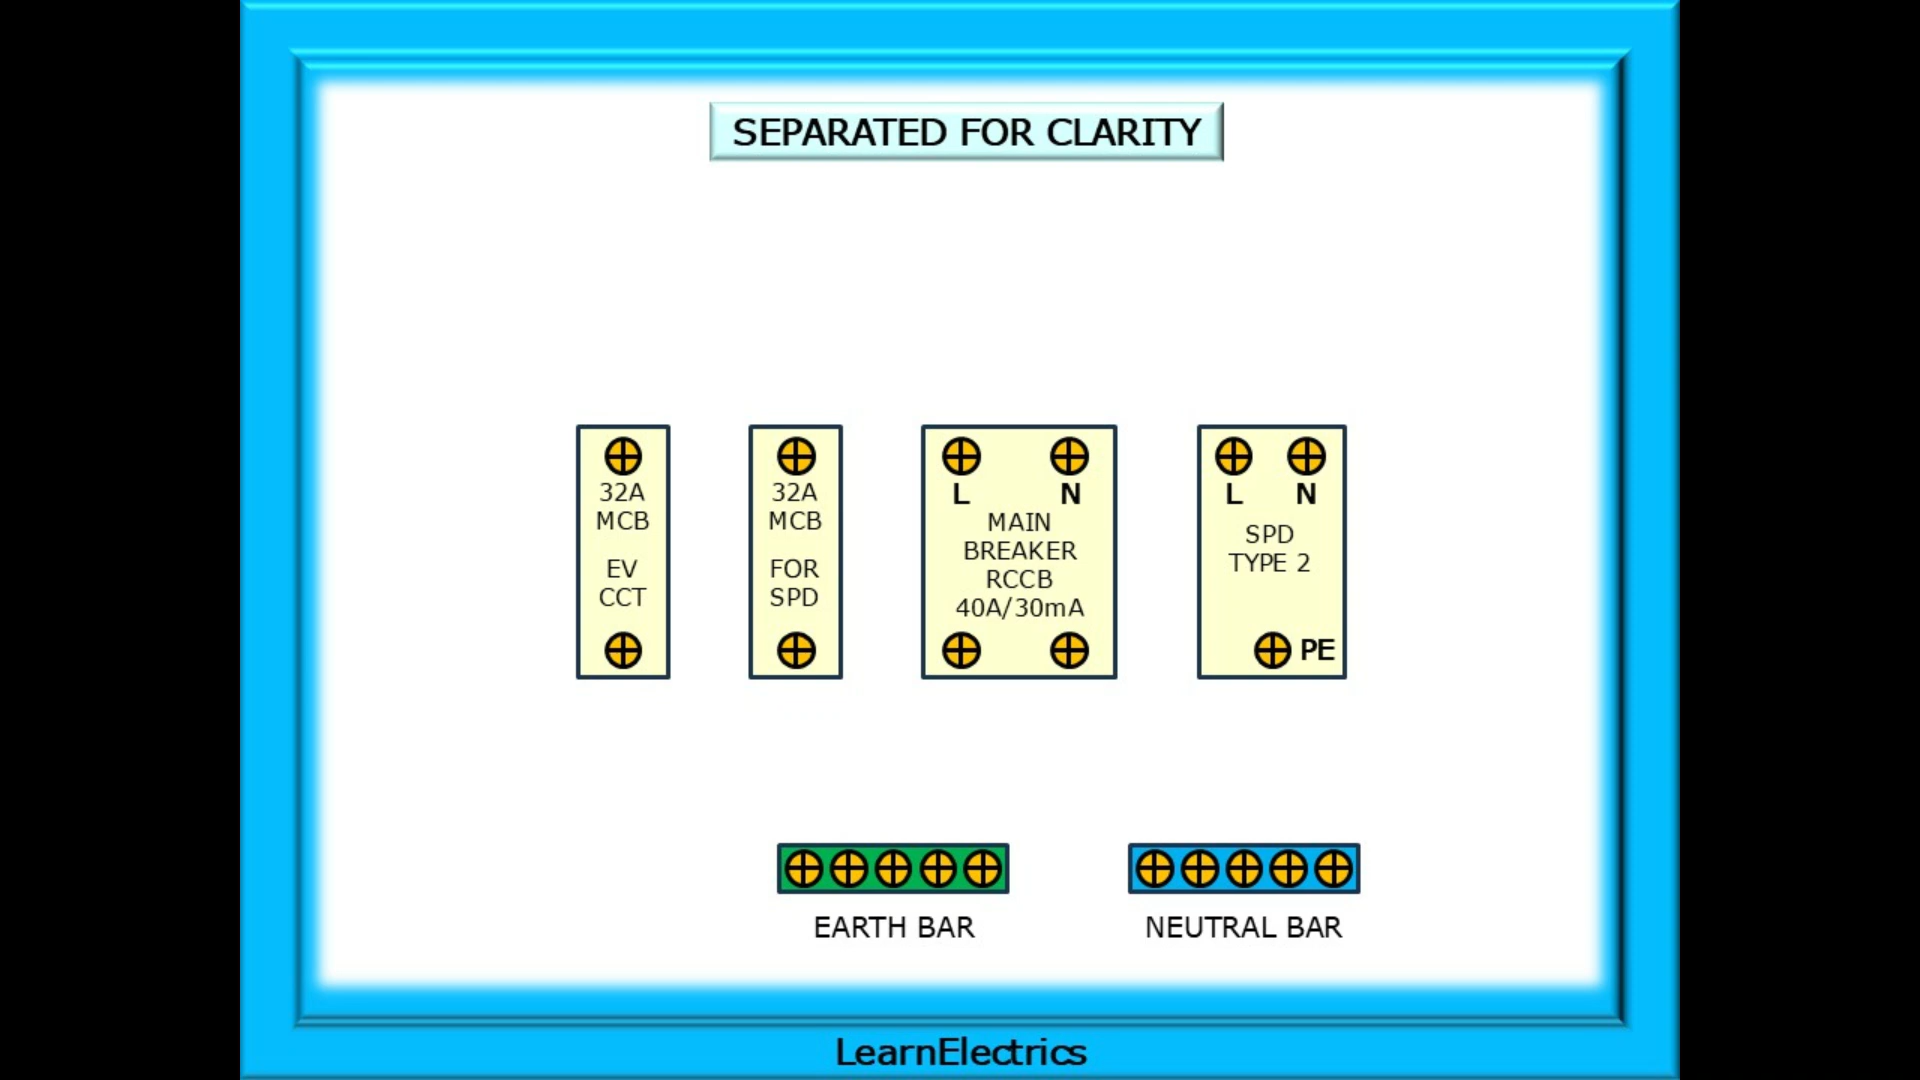 SEPARATED FOR CLARITY
32A
MCB
EV
CCT
32A
MCB
FOR
SPD
L N
MAIN
BREAKER
RCCB
40A/30mA
L N
SPD
TYPE 2
PE
EARTH BAR
NEUTRAL BAR
LearnElectrics